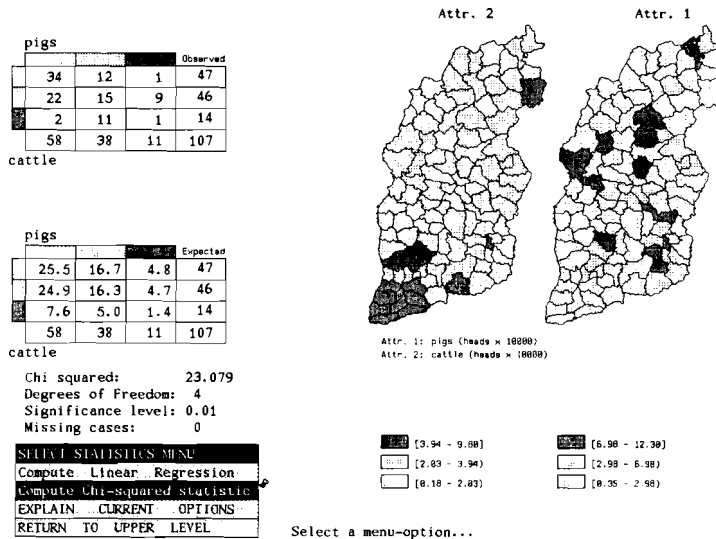 Attr. 2
Attr. 1
pigs
Observed
34 12 1 47
22 15 9 46
2 11 1 14
58 38 11 107
cattle
pigs
Expected
25.5 16.7 4.8 47
24.9 16.3 4.7 46
7.6 5.0 1.4 14
58 38 11 107
cattle
Attr. 1: pigs (heads x 10000)
Attr. 2: cattle (heads x 10000)
Chi squared: 23.079
Degrees of Freedom: 4
Significance level: 0.01
Missing cases: 0
SELECT STATISTICS MENU
Compute Linear Regression
Compute Chi-squared statistic
EXPLAIN CURRENT OPTIONS
RETURN TO UPPER LEVEL
[3.94 - 9.80]
[2.03 - 3.94)
[0.18 - 2.03)
[6.98 - 12.30]
[2.98 - 6.98)
[0.35 - 2.98)
Select a menu-option...